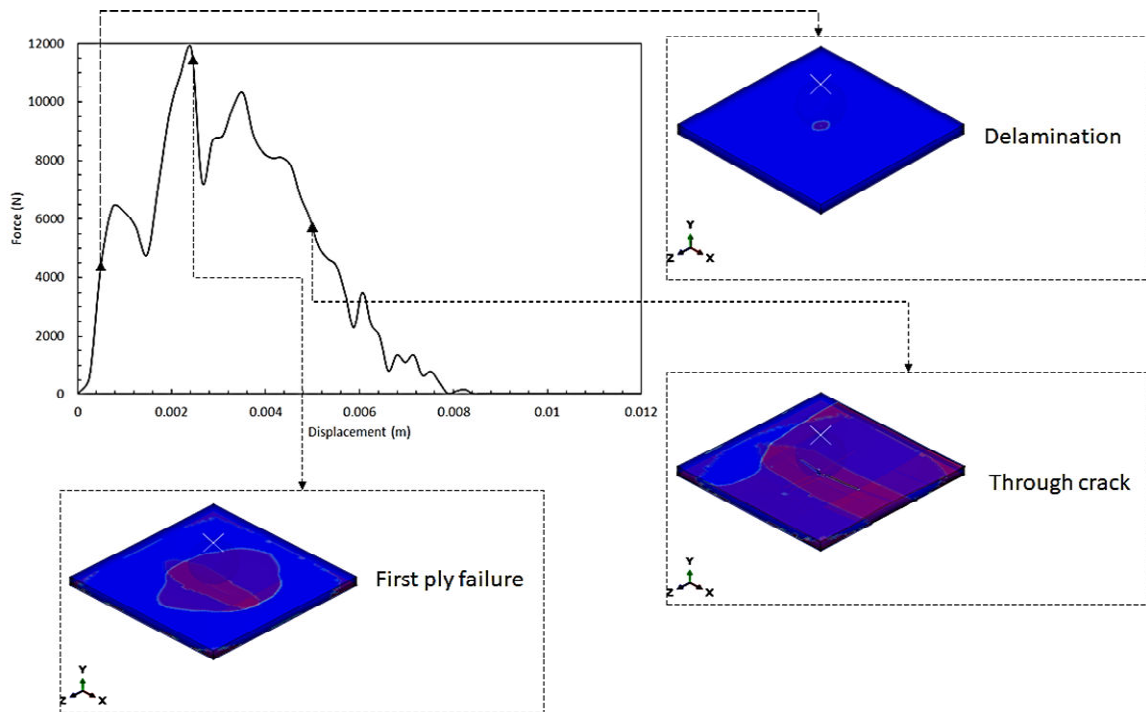 12000
10000
8000
6000
4000
2000
0
Force (N)
0 0.002 0.004 0.006 0.008 0.01 0.012
Displacement (m)
Delamination
Y
Z X
Through crack
Y
Z X
First ply failure
Y
Z X